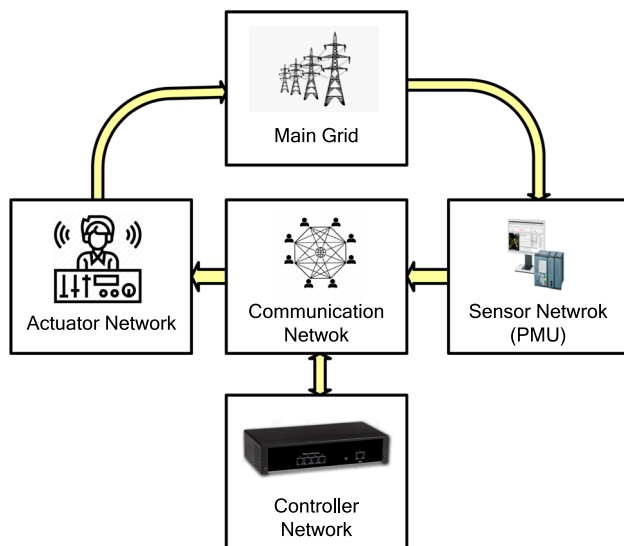 Main Grid
Actuator Network
Communication
Netwok
Sensor Netwrok
(PMU)
Controller
Network